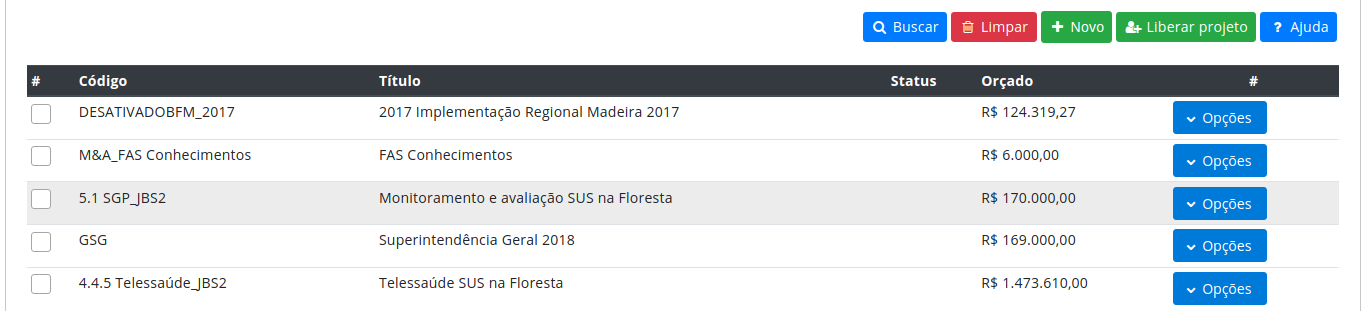 Buscar Limpar Novo Liberar projeto ? Ajuda
# Código Título Status Orçado #
DESATIVADOBFM_2017 2017 Implementação Regional Madeira 2017 R$ 124.319,27 Opções
M&A_FAS Conhecimentos FAS Conhecimentos R$ 6.000,00 Opções
5.1 SGP_JBS2 Monitoramento e avaliação SUS na Floresta R$ 170.000,00 Opções
GSG Superintendência Geral 2018 R$ 169.000,00 Opções
4.4.5 Telessaúde_JBS2 Telessaúde SUS na Floresta R$ 1.473.610,00 Opções